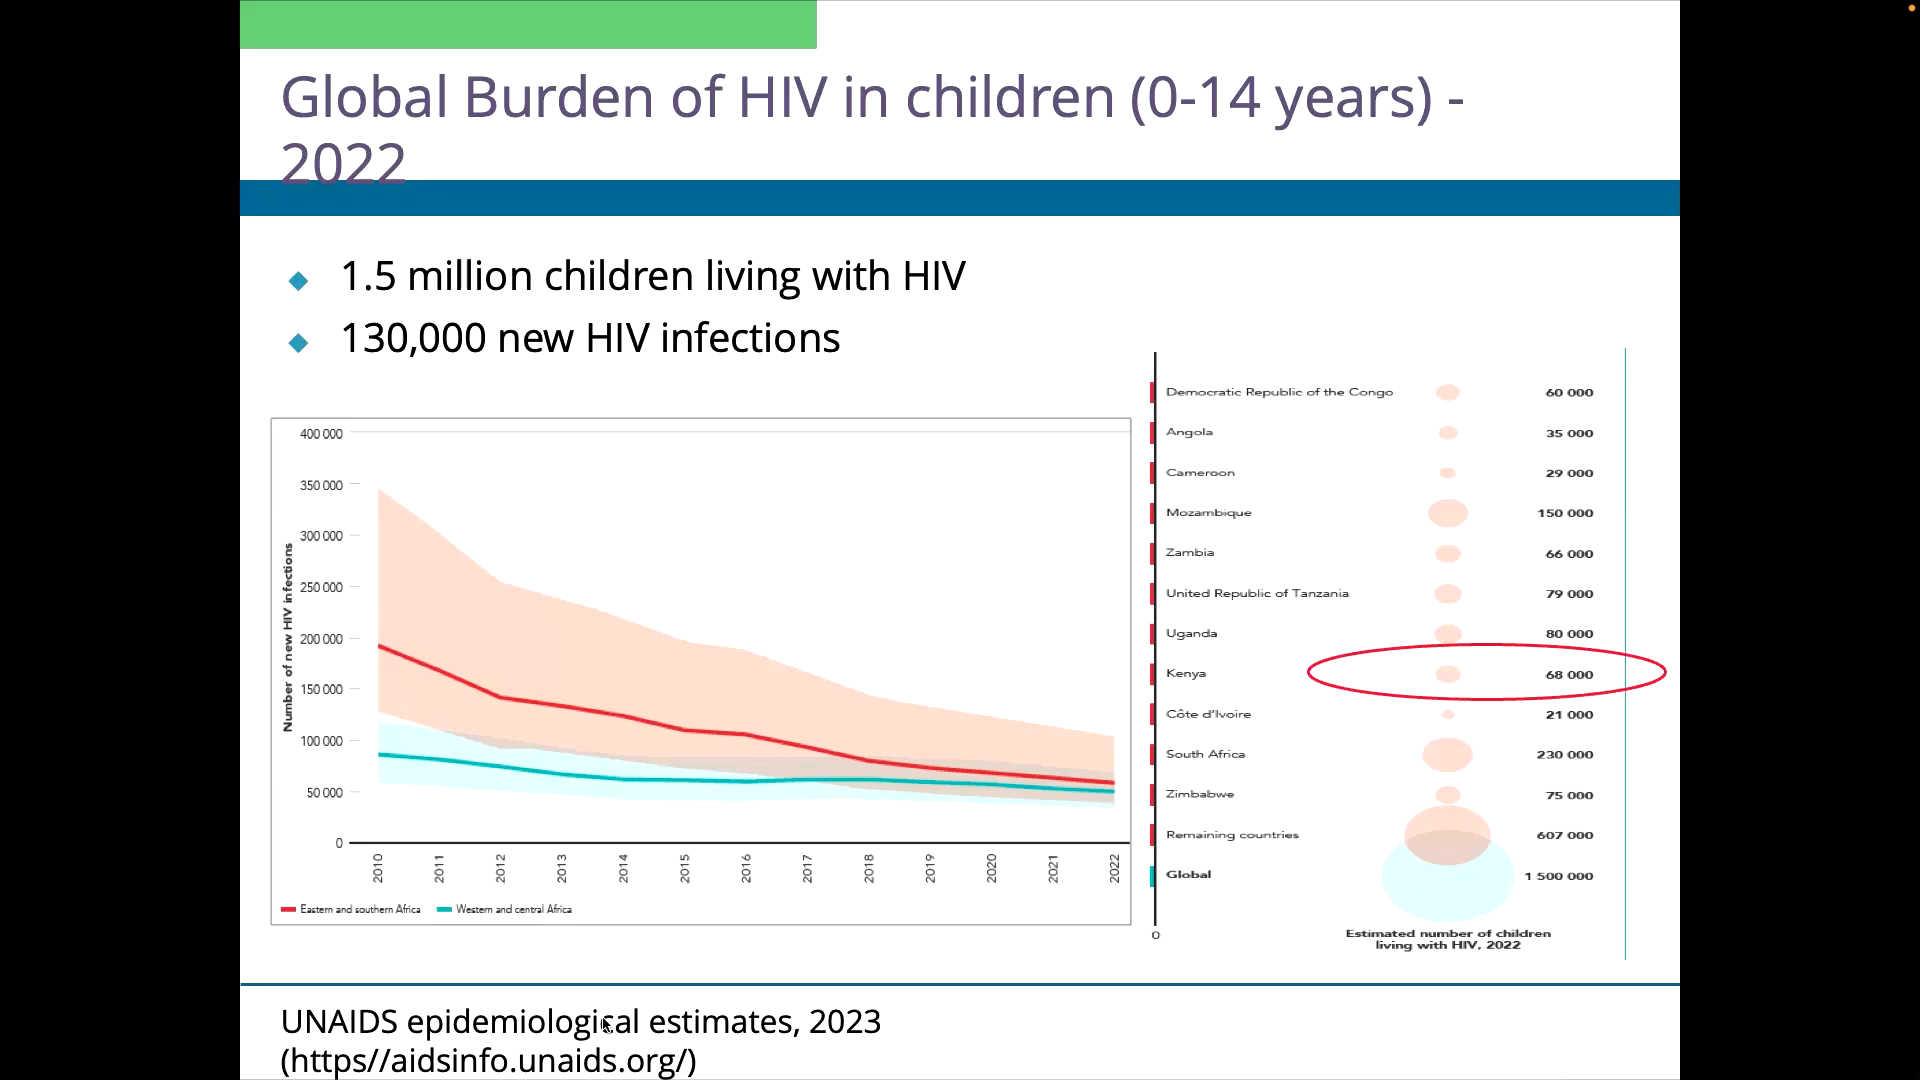 Global Burden of HIV in children (0-14 years) -
2022
1.5 million children living with HIV
130,000 new HIV infections
Number of new HIV infections
400 000
350 000
300 000
250 000
200 000
150 000
100 000
50 000
0
2010 2011 2012 2013 2014 2015 2016 2017 2018 2019 2020 2021 2022
Eastern and southern Africa Western and central Africa
Democratic Republic of the Congo 60 000
Angola 35 000
Cameroon 29 000
Mozambique 150 000
Zambia 66 000
United Republic of Tanzania 79 000
Uganda 80 000
Kenya 68 000
Côte d'Ivoire 21 000
South Africa 230 000
Zimbabwe 75 000
Remaining countries 607 000
Global 1 500 000
0
Estimated number of children
living with HIV, 2022
UNAIDS epidemiological estimates, 2023
(https//aidsinfo.unaids.org/)